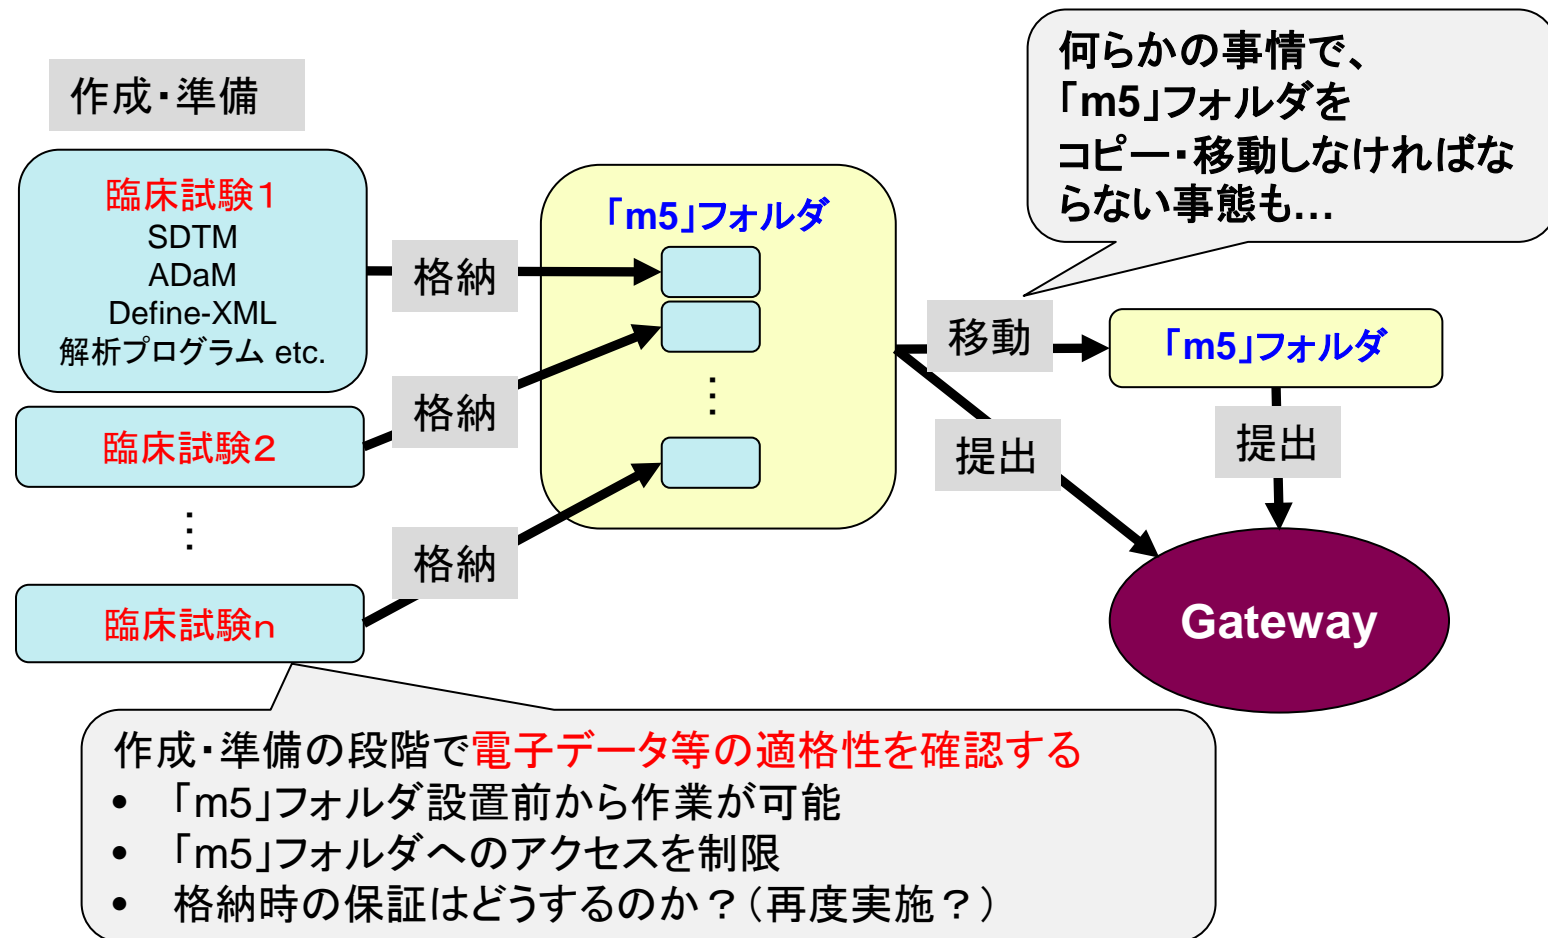 作成・準備
臨床試験1
SDTM
ADaM
Define-XML
解析プログラム etc.
臨床試験2
⋮
臨床試験n
格納
格納
格納
「m5」フォルダ
⋮
何らかの事情で、
「m5」フォルダを
コピー・移動しなければな
らない事態も...
移動
「m5」フォルダ
提出
提出
Gateway
作成・準備の段階で電子データ等の適格性を確認する
• 「m5」フォルダ設置前から作業が可能
• 「m5」フォルダへのアクセスを制限
• 格納時の保証はどうするのか？（再度実施？）